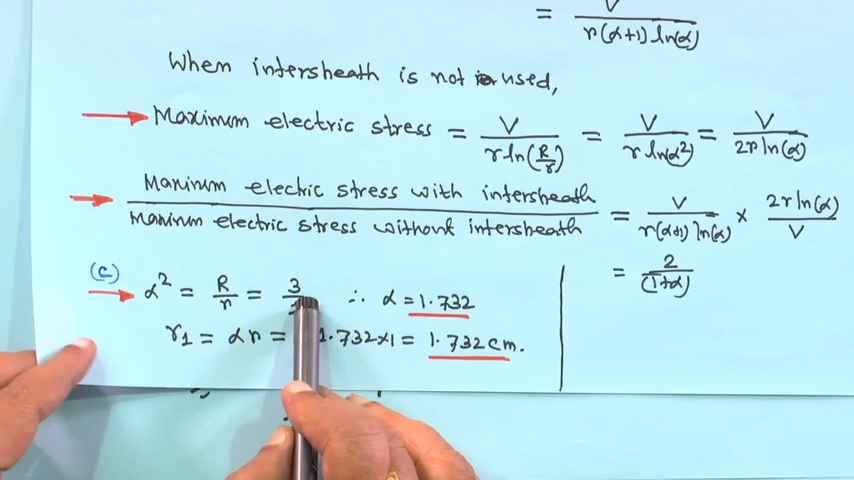 = V / r(α+1) ln(α)
When intersheath is not used,
Maximum electric stress = V / r ln(R/r) = V / r ln(α²) = V / 2r ln(α)
Maximum electric stress with intersheath / Maximum electric stress without intersheath = V / r(α+1) ln(α) × 2r ln(α) / V
= 2 / (1+α)
(c)
α² = R/r = 3/ ∴ α = 1.732
r₁ = αr = 1.732×1 = 1.732 cm.